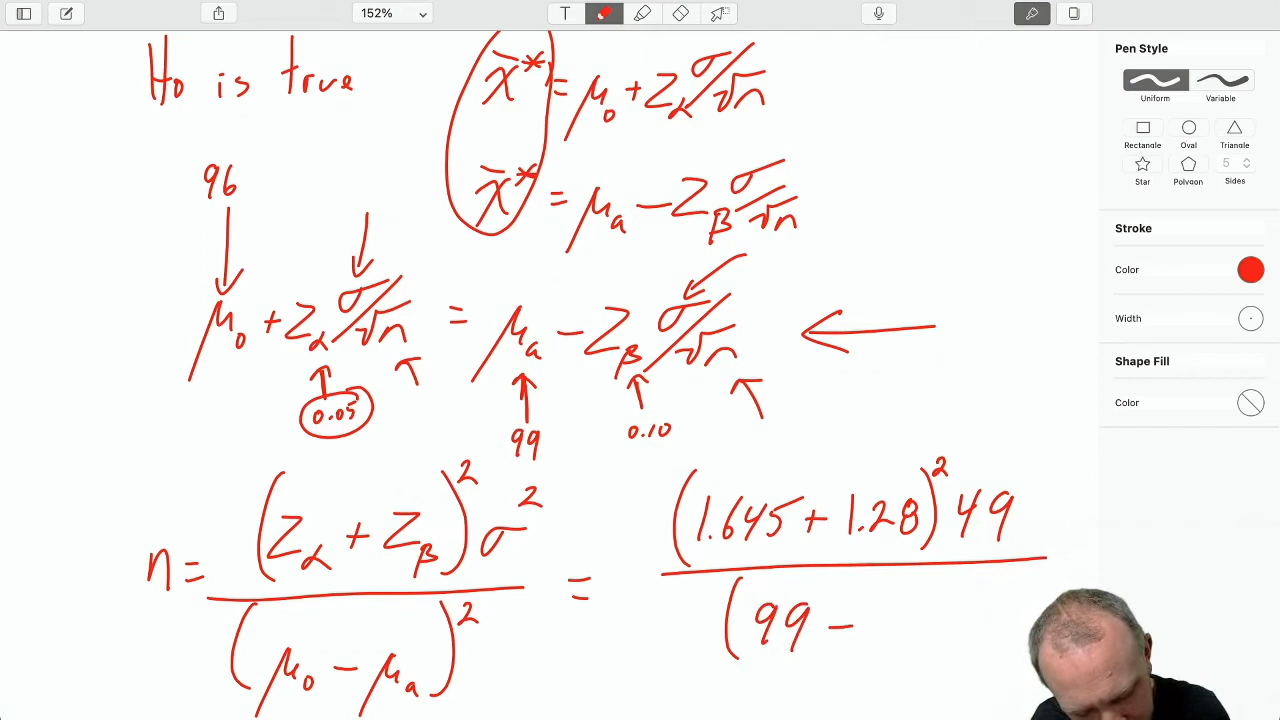 152%
T
H0 is true
x̄* = μ0 + Zα σ/√n
96
x̄* = μa − Zβ σ/√n
μ0 + Zα σ/√n = μa − Zβ σ/√n
0.05
99
0.10
n = (Zα + Zβ)² σ² / (μ0 − μa)² = (1.645 + 1.28)² 49 / (99 −
Pen Style
Uniform
Variable
Rectangle
Oval
Triangle
Star
Polygon
5
Sides
Stroke
Color
Width
Shape Fill
Color